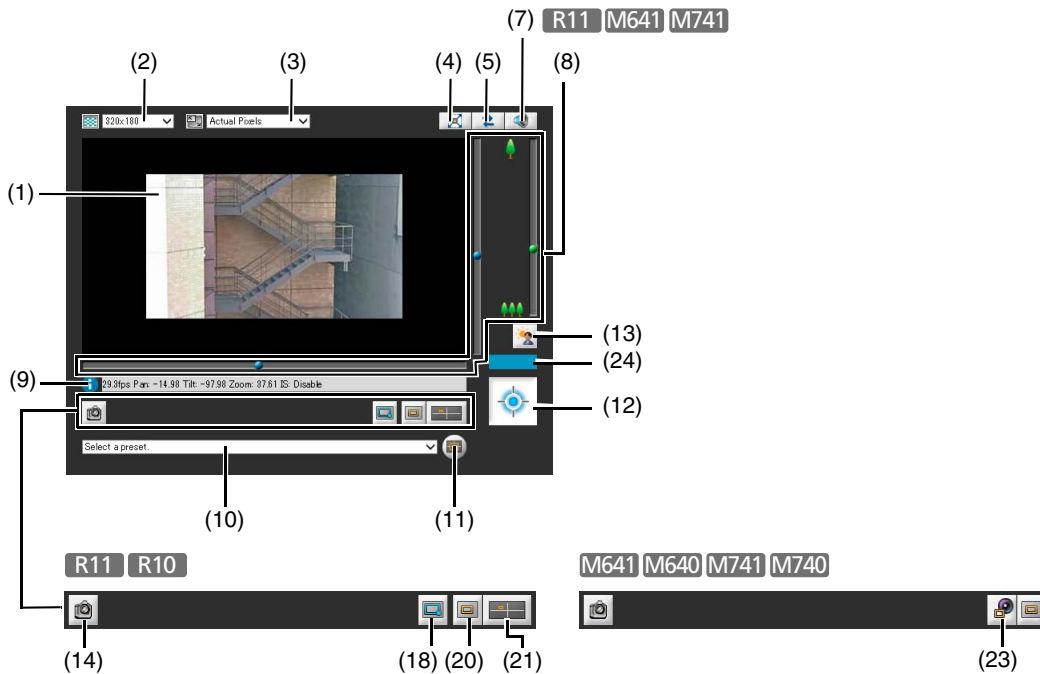 (7) R11 M641 M741
(2) (3) (4) (5) (8)
320x180 Actual Pixels
(1)
(13)
(24)
(9) 29.3fps Pan: -14.98 Tilt: -97.98 Zoom: 37.61 IS: Disable
(12)
Select a preset.
(10) (11)
R11 R10 M641 M640 M741 M740
(14) (18) (20) (21) (23)